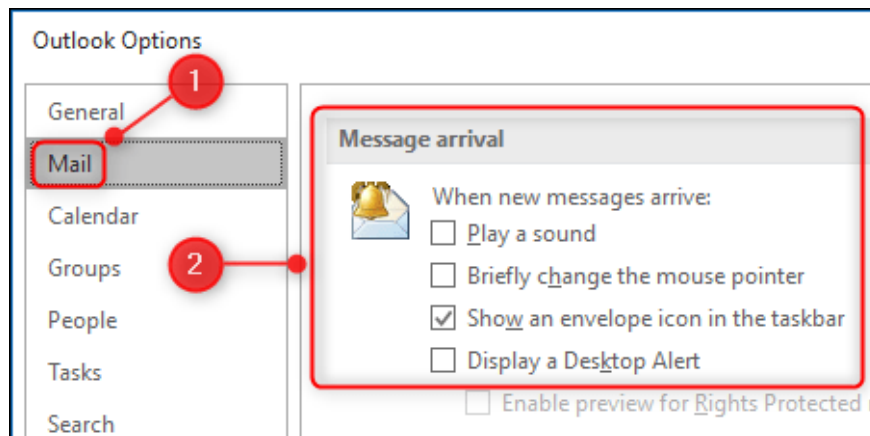 Outlook Options
1
General
Mail
Calendar
Groups
2
People
Tasks
Search
Message arrival
When new messages arrive:
Play a sound
Briefly change the mouse pointer
Show an envelope icon in the taskbar
Display a Desktop Alert
Enable preview for Rights Protected